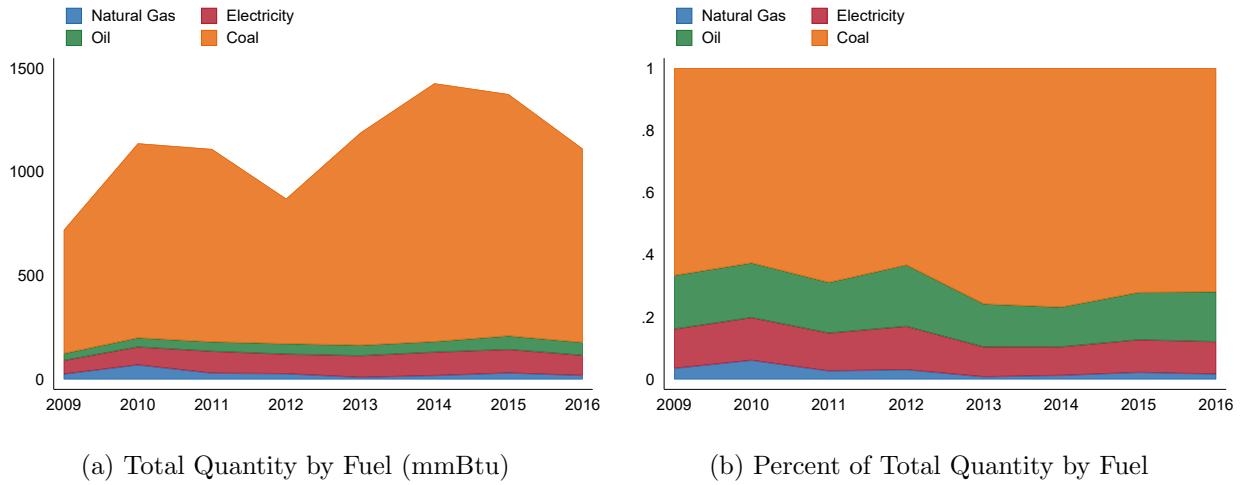 Natural Gas Electricity
Oil Coal
1500
1000
500
0
2009 2010 2011 2012 2013 2014 2015 2016
(a) Total Quantity by Fuel (mmBtu)
Natural Gas Electricity
Oil Coal
1
.8
.6
.4
.2
0
2009 2010 2011 2012 2013 2014 2015 2016
(b) Percent of Total Quantity by Fuel